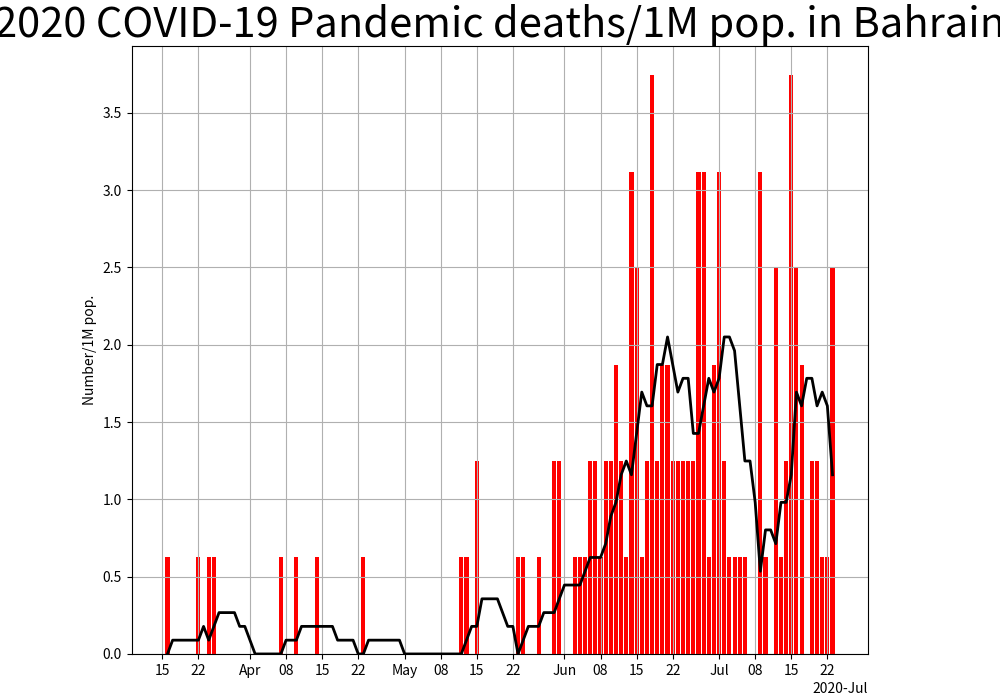 2020 COVID-19 Pandemic deaths/1M pop. in Bahrain
Number/1M pop.
3.5
3.0
2.5
2.0
1.5
1.0
0.5
0.0
15 22 Apr 08 15 22 May 08 15 22 Jun 08 15 22 Jul 08 15 22
2020-Jul